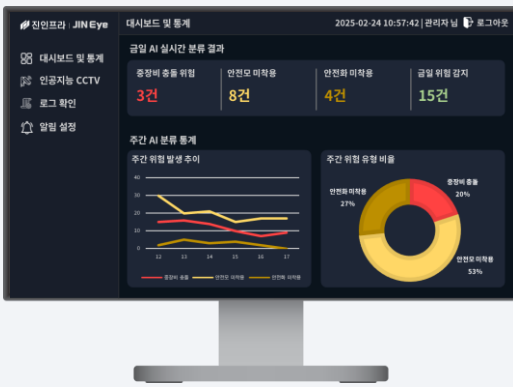 진인프라 | JIN Eye
대시보드 및 통계
2025-02-24 10:57:42 | 관리자 님 로그아웃
대시보드 및 통계
인공지능 CCTV
로그 확인
알림 설정
금일 AI 실시간 분류 결과
중장비 충돌 위험
3건
안전모 미착용
8건
안전화 미착용
4건
금일 위험 감지
15건
주간 AI 분류 통계
주간 위험 발생 추이
40
30
20
10
0
12 13 14 15 16 17
중장비 충돌 안전모 미착용 안전화 미착용
주간 위험 유형 비율
중장비 충돌
20%
안전화 미착용
27%
안전모 미착용
53%